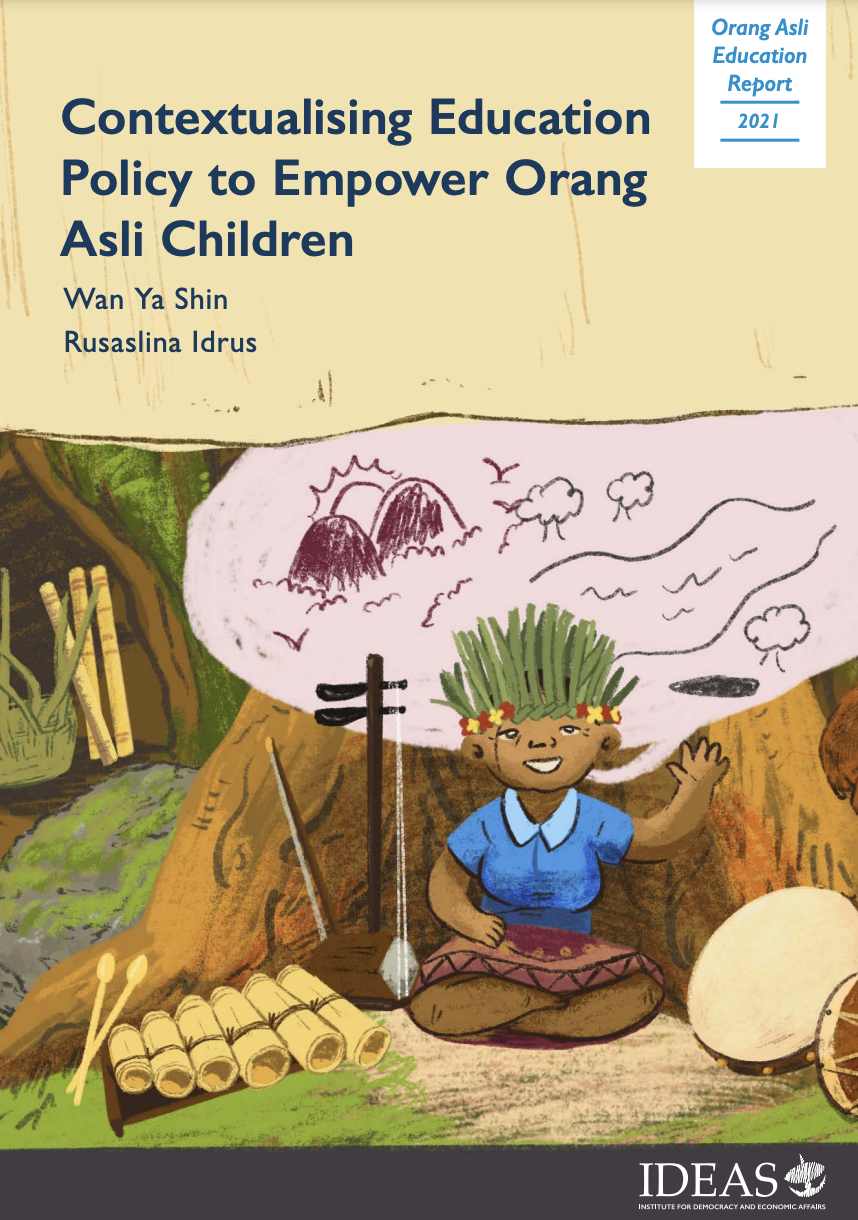 Orang Asli
Education
Report
2021
Contextualising Education
Policy to Empower Orang
Asli Children
Wan Ya Shin
Rusaslina Idrus
IDEAS
INSTITUTE FOR DEMOCRACY AND ECONOMIC AFFAIRS